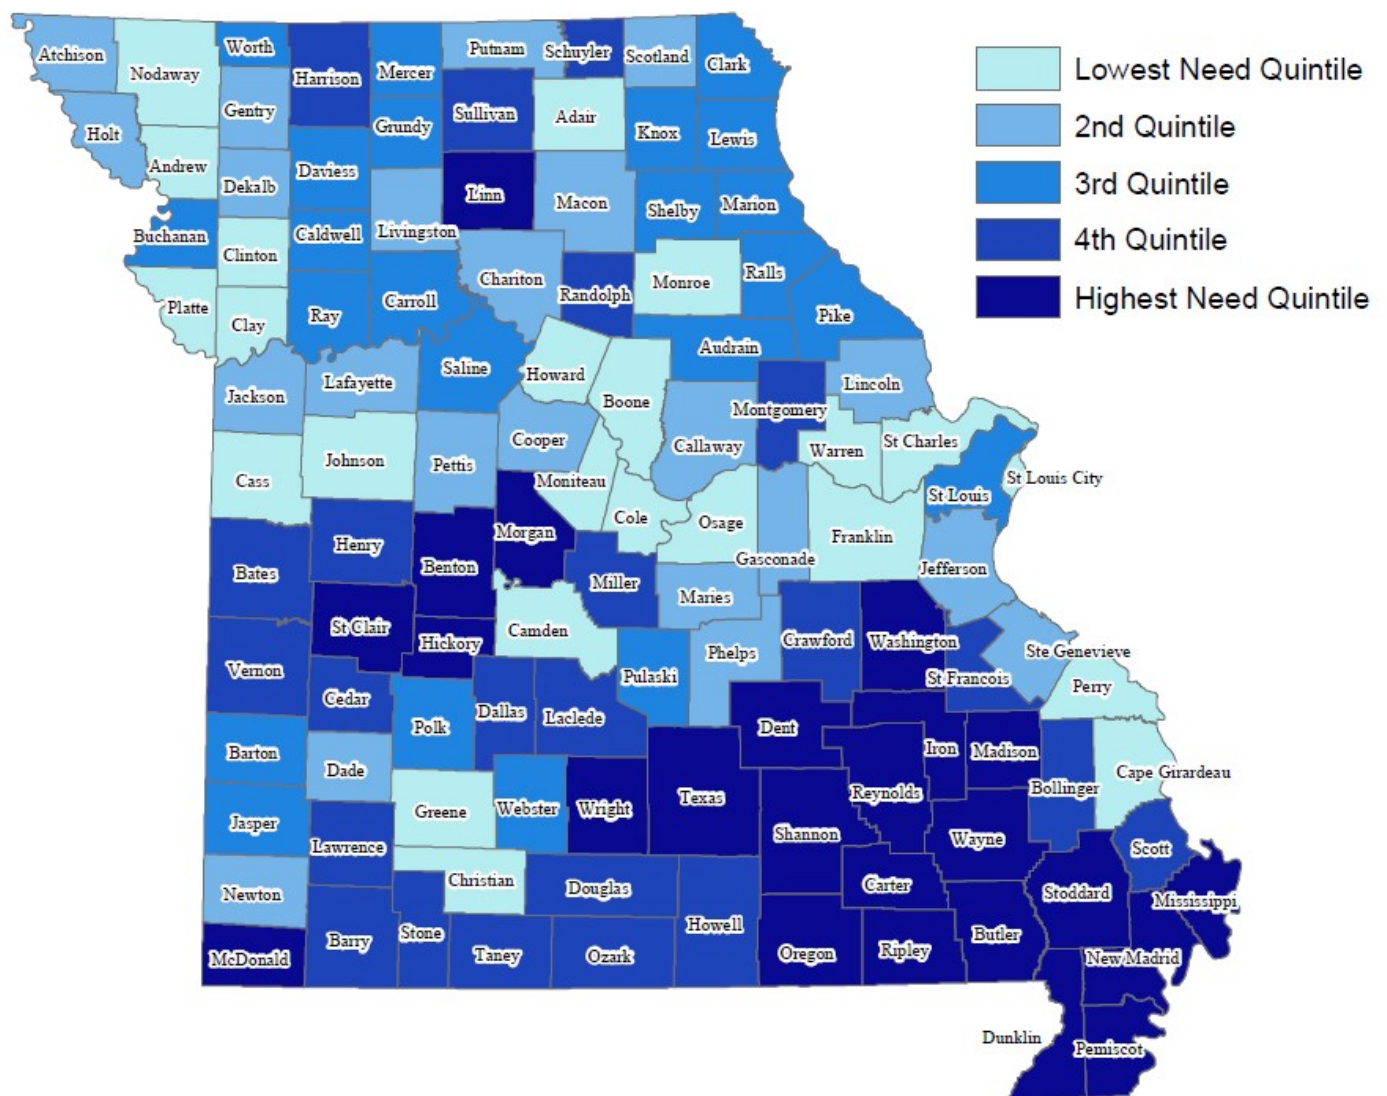 Lowest Need Quintile
2nd Quintile
3rd Quintile
4th Quintile
Highest Need Quintile
Atchison
Nodaway
Worth
Harrison
Mercer
Putnam
Schuyler
Scotland
Clark
Holt
Andrew
Gentry
Dekalb
Daviess
Grundy
Sullivan
Adair
Knox
Lewis
Linn
Macon
Shelby
Marion
Buchanan
Clinton
Caldwell
Livingston
Chariton
Randolph
Monroe
Ralls
Platte
Clay
Ray
Carroll
Pike
Audrain
Jackson
Lafayette
Saline
Howard
Boone
Callaway
Montgomery
Lincoln
Cass
Johnson
Pettis
Cooper
Moniteau
Cole
Osage
Gasconade
Warren
St Charles
St Louis
St Louis City
Franklin
Jefferson
Bates
Henry
Benton
Morgan
Miller
Maries
St Clair
Hickory
Camden
Pulaski
Phelps
Crawford
Washington
St Francois
Ste Genevieve
Perry
Vernon
Cedar
Polk
Dallas
Laclede
Dent
Iron
Madison
Bollinger
Cape Girardeau
Barton
Dade
Greene
Webster
Wright
Texas
Shannon
Reynolds
Wayne
Jasper
Lawrence
Christian
Douglas
Howell
Carter
Stoddard
Scott
Mississippi
Newton
McDonald
Barry
Stone
Taney
Ozark
Oregon
Ripley
Butler
New Madrid
Dunklin
Pemiscot